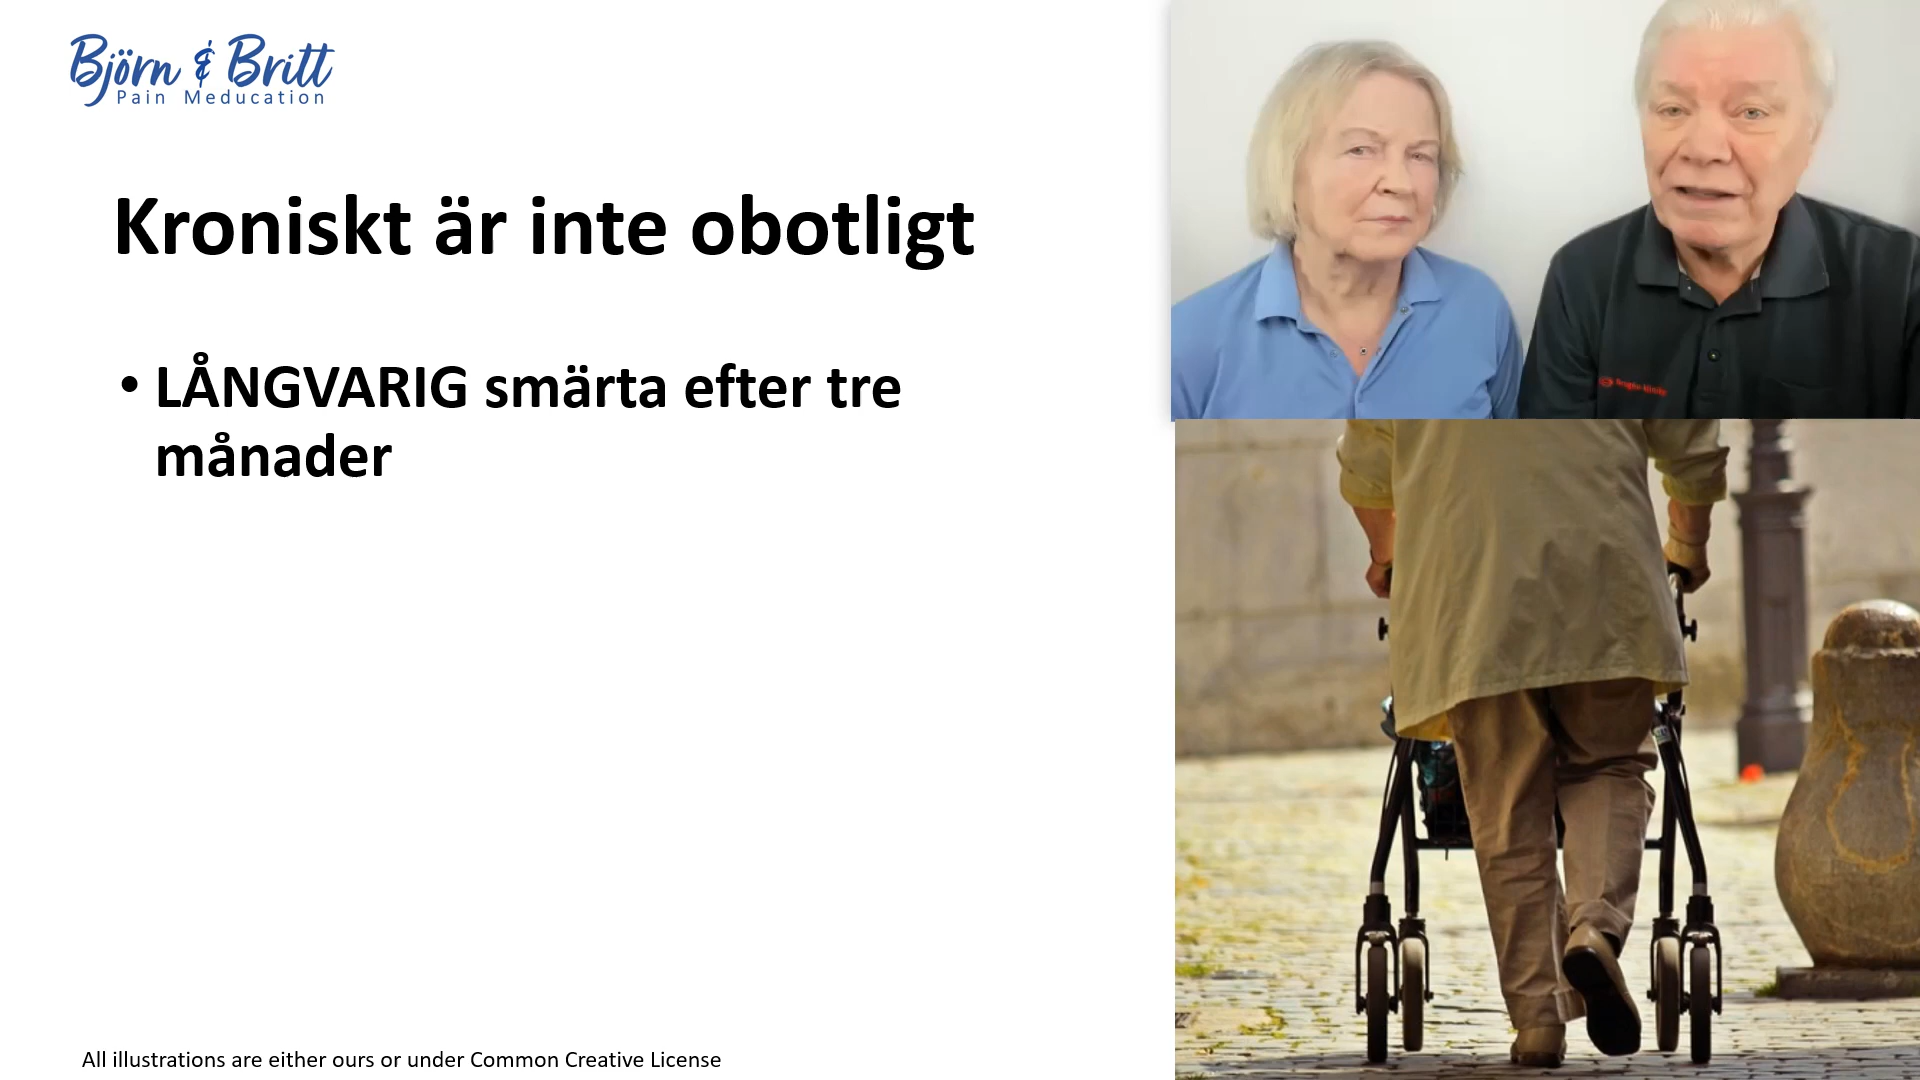 Björn & Britt
Pain Meducation
Kroniskt är inte obotligt
• LÅNGVARIG smärta efter tre
månader
All illustrations are either ours or under Common Creative License